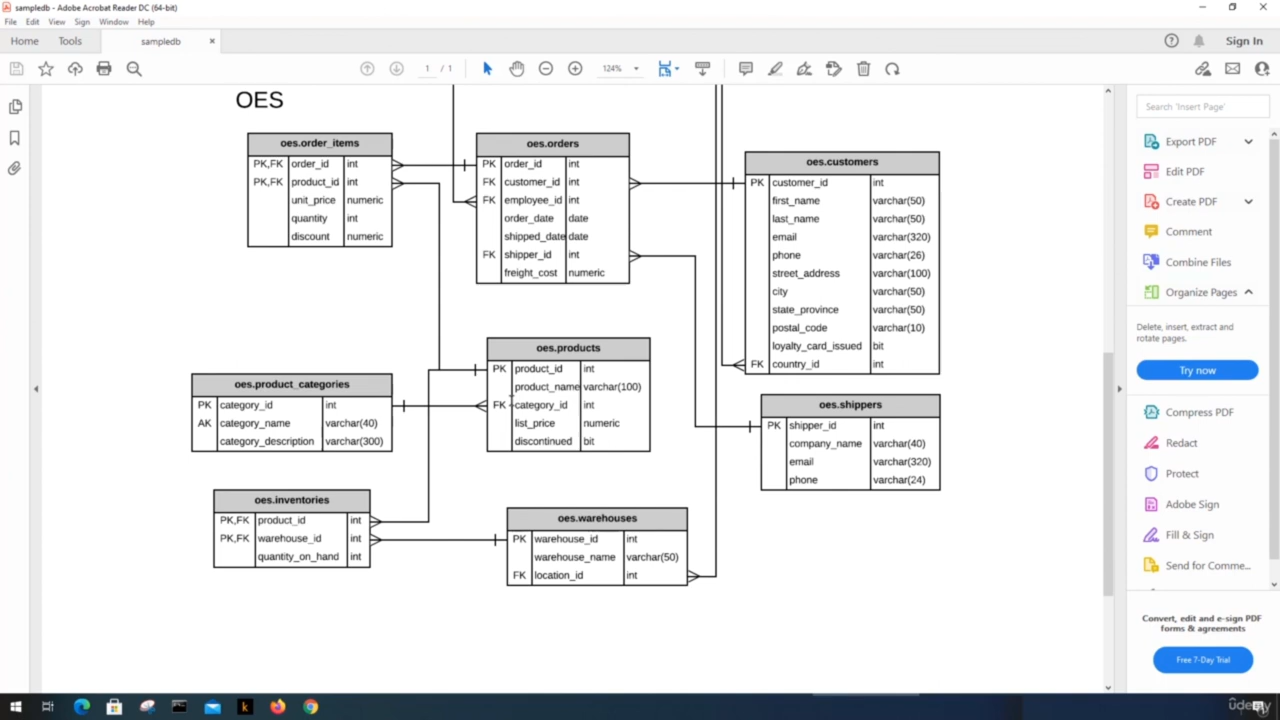 sampledb - Adobe Acrobat Reader DC (64-bit)
File Edit View Sign Window Help
Home Tools sampledb × Sign In
1 / 1 124%
OES
oes.order_items
PK,FK order_id int
PK,FK product_id int
unit_price numeric
quantity int
discount numeric
oes.orders
PK order_id int
FK customer_id int
FK employee_id int
order_date date
shipped_date date
FK shipper_id int
freight_cost numeric
oes.customers
PK customer_id int
first_name varchar(50)
last_name varchar(50)
email varchar(320)
phone varchar(26)
street_address varchar(100)
city varchar(50)
state_province varchar(50)
postal_code varchar(10)
loyalty_card_issued bit
FK country_id int
oes.products
PK product_id int
product_name varchar(100)
FK category_id int
list_price numeric
discontinued bit
oes.product_categories
PK category_id int
AK category_name varchar(40)
category_description varchar(300)
oes.shippers
PK shipper_id int
company_name varchar(40)
email varchar(320)
phone varchar(24)
oes.inventories
PK,FK product_id int
PK,FK warehouse_id int
quantity_on_hand int
oes.warehouses
PK warehouse_id int
warehouse_name varchar(50)
FK location_id int
Search 'Insert Page'
Export PDF
Edit PDF
Create PDF
Comment
Combine Files
Organize Pages
Delete, insert, extract and
rotate pages.
Try now
Compress PDF
Redact
Protect
Adobe Sign
Fill & Sign
Send for Comme...
Convert, edit and e-sign PDF
forms & agreements
Free 7-Day Trial
udemy